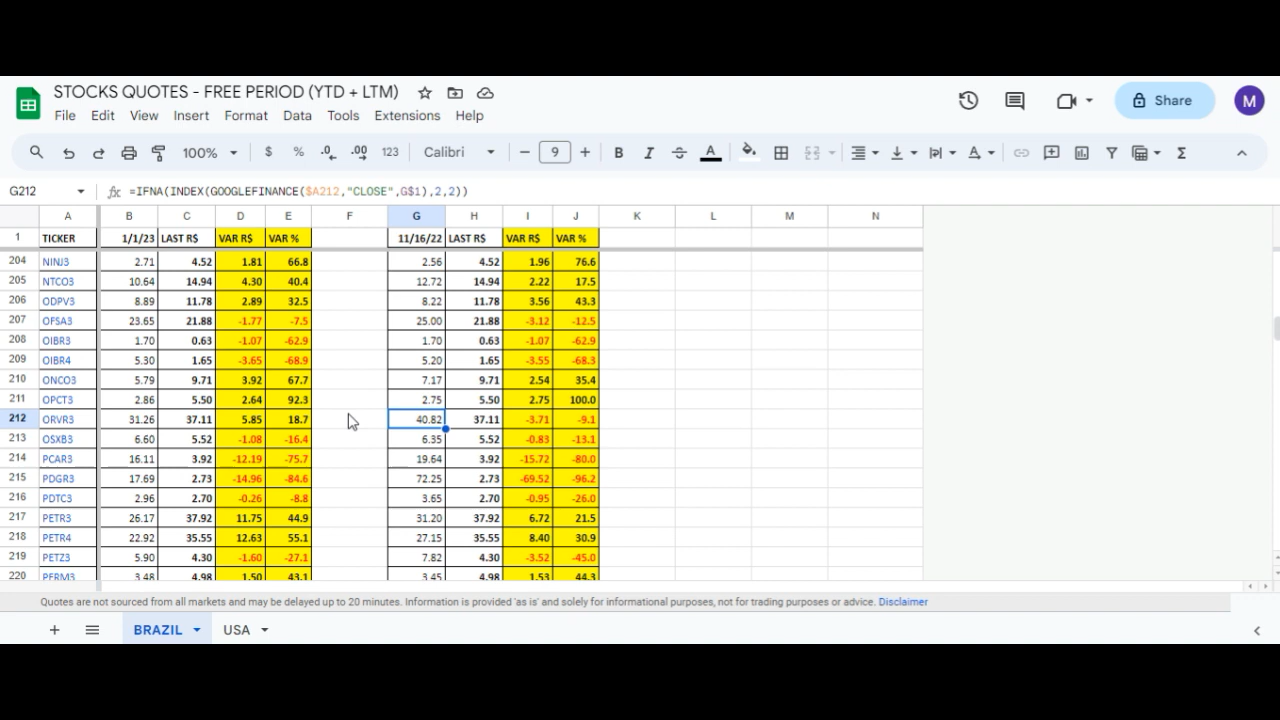 STOCKS QUOTES - FREE PERIOD (YTD + LTM)
File Edit View Insert Format Data Tools Extensions Help
Share
M
100% $ % .0 .00 123 Calibri - 9 + B I S A Σ
G212 fx =IFNA(INDEX(GOOGLEFINANCE($A212,"CLOSE",G$1),2,2))
A B C D E F G H I J K L M N
1 TICKER 1/1/23 LAST R$ VAR R$ VAR % 11/16/22 LAST R$ VAR R$ VAR %
204 NINJ3 2.71 4.52 1.81 66.8 2.56 4.52 1.96 76.6
205 NTCO3 10.64 14.94 4.30 40.4 12.72 14.94 2.22 17.5
206 ODPV3 8.89 11.78 2.89 32.5 8.22 11.78 3.56 43.3
207 OFSA3 23.65 21.88 -1.77 -7.5 25.00 21.88 -3.12 -12.5
208 OIBR3 1.70 0.63 -1.07 -62.9 1.70 0.63 -1.07 -62.9
209 OIBR4 5.30 1.65 -3.65 -68.9 5.20 1.65 -3.55 -68.3
210 ONCO3 5.79 9.71 3.92 67.7 7.17 9.71 2.54 35.4
211 OPCT3 2.86 5.50 2.64 92.3 2.75 5.50 2.75 100.0
212 ORVR3 31.26 37.11 5.85 18.7 40.82 37.11 -3.71 -9.1
213 OSXB3 6.60 5.52 -1.08 -16.4 6.35 5.52 -0.83 -13.1
214 PCAR3 16.11 3.92 -12.19 -75.7 19.64 3.92 -15.72 -80.0
215 PDGR3 17.69 2.73 -14.96 -84.6 72.25 2.73 -69.52 -96.2
216 PDTC3 2.96 2.70 -0.26 -8.8 3.65 2.70 -0.95 -26.0
217 PETR3 26.17 37.92 11.75 44.9 31.20 37.92 6.72 21.5
218 PETR4 22.92 35.55 12.63 55.1 27.15 35.55 8.40 30.9
219 PETZ3 5.90 4.30 -1.60 -27.1 7.82 4.30 -3.52 -45.0
220 PFRM3 3.48 4.98 1.50 43.1 3.45 4.98 1.53 44.3
Quotes are not sourced from all markets and may be delayed up to 20 minutes. Information is provided 'as is' and solely for informational purposes, not for trading purposes or advice. Disclaimer
BRAZIL USA